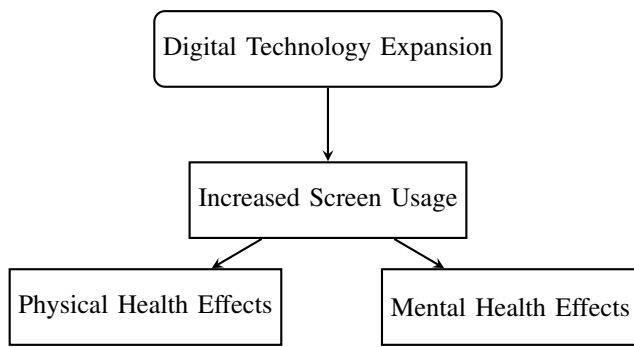 Digital Technology Expansion
Increased Screen Usage
Physical Health Effects
Mental Health Effects